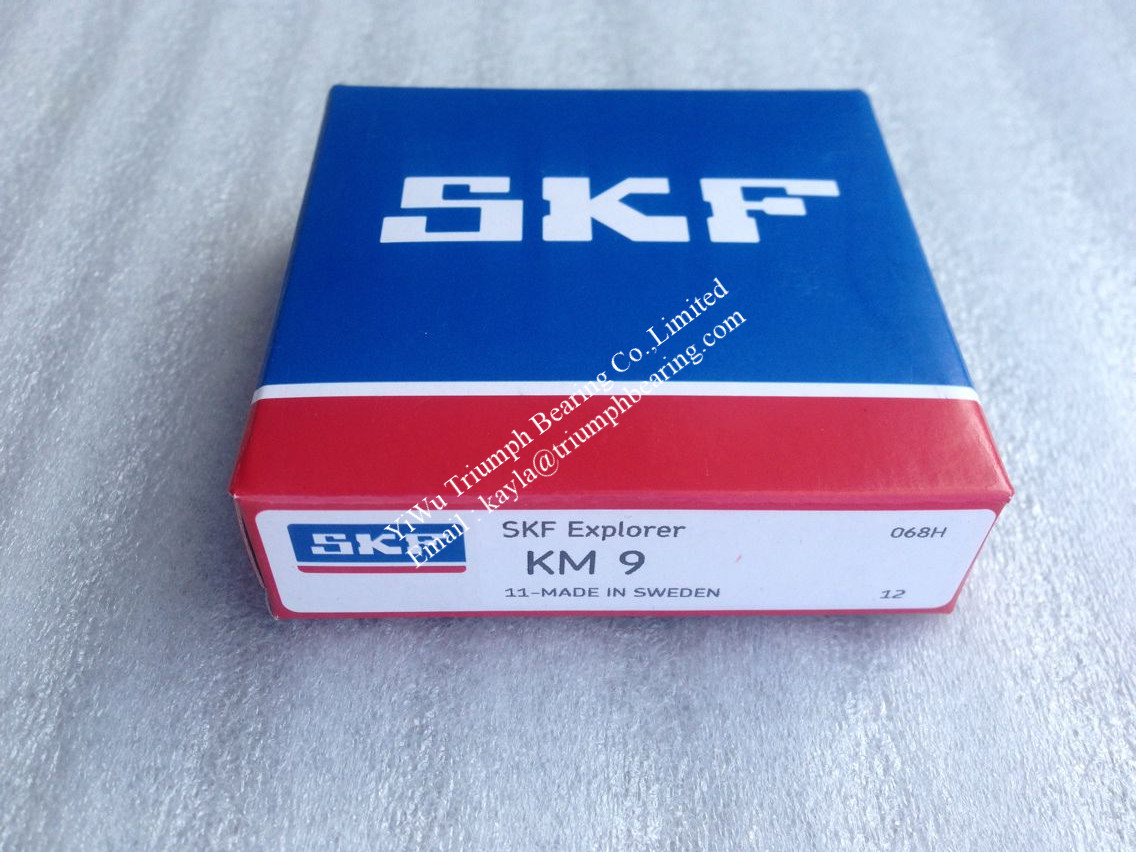 SKF
YiWu Triumph Bearing Co.,Limited
Email : kayla@triumphbearing.com
SKF
SKF Explorer
068H
KM 9
11-MADE IN SWEDEN
12